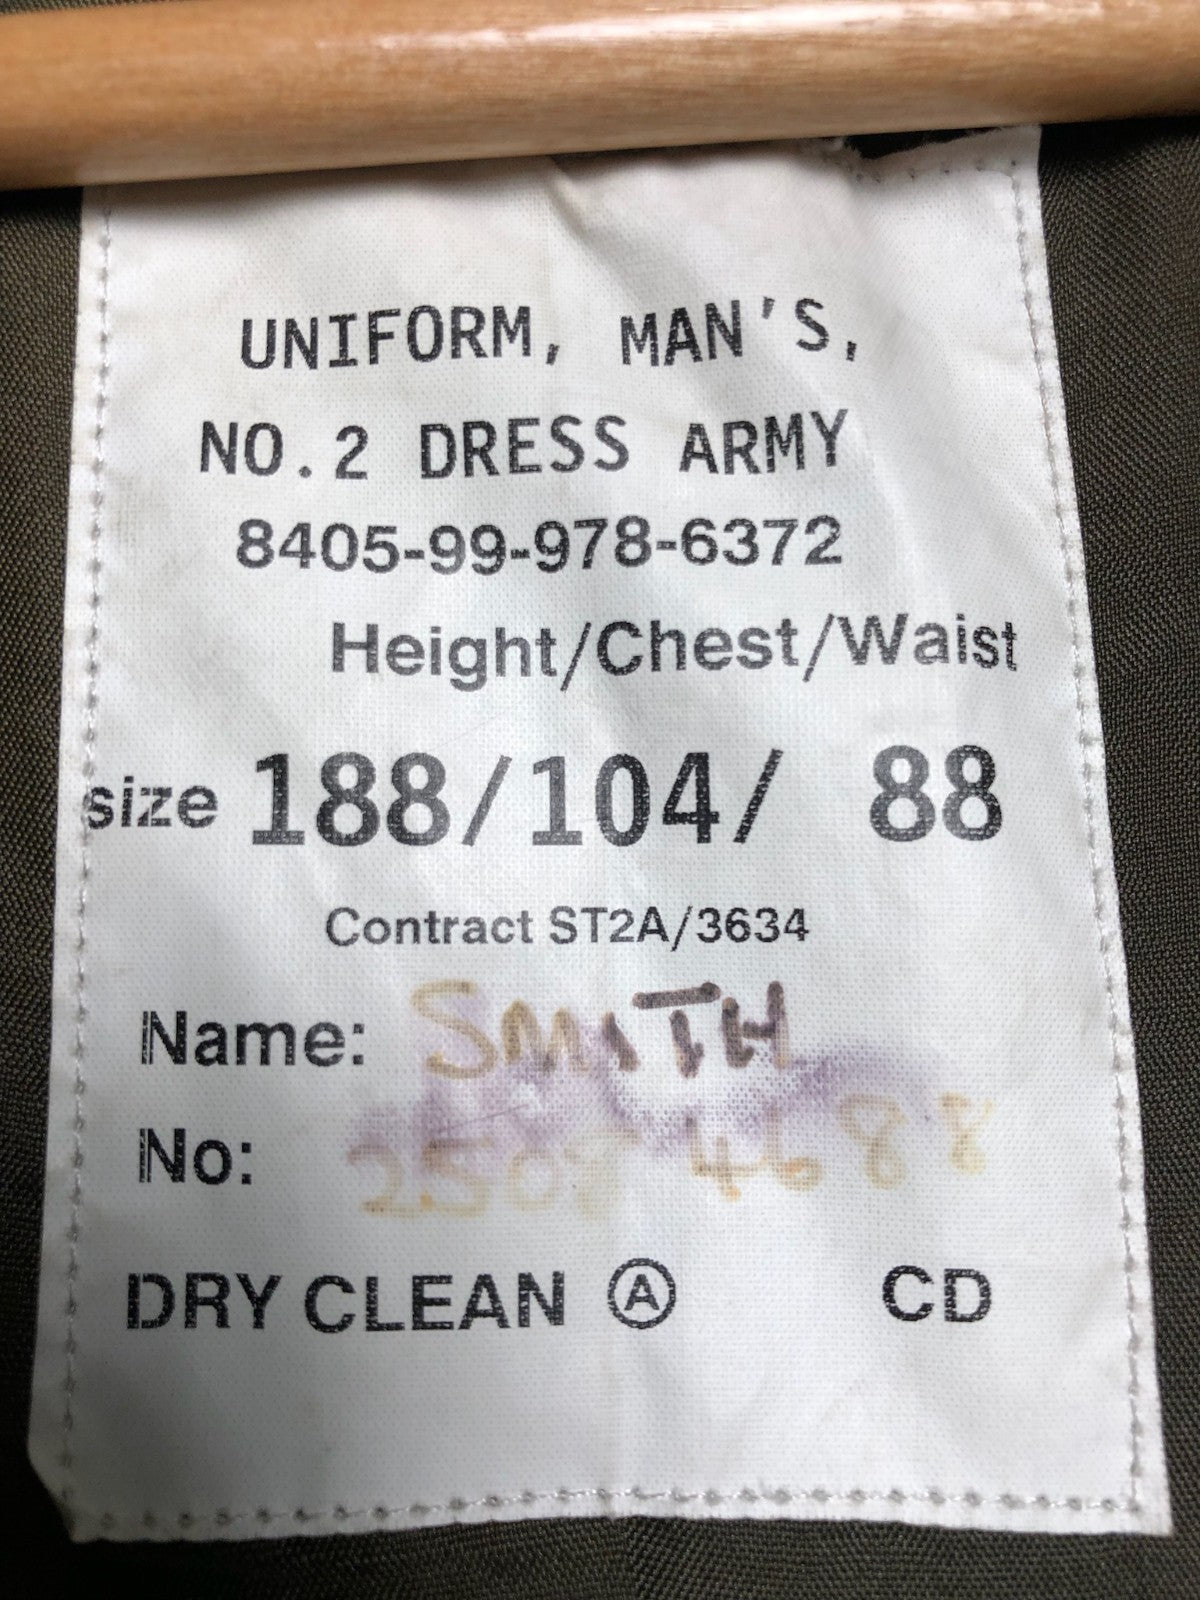 UNIFORM, MAN'S,
NO.2 DRESS ARMY
8405-99-978-6372
Height/Chest/Waist
size 188/104/ 88
Contract ST2A/3634
Name: SMITH
No:
DRY CLEAN Ⓐ CD